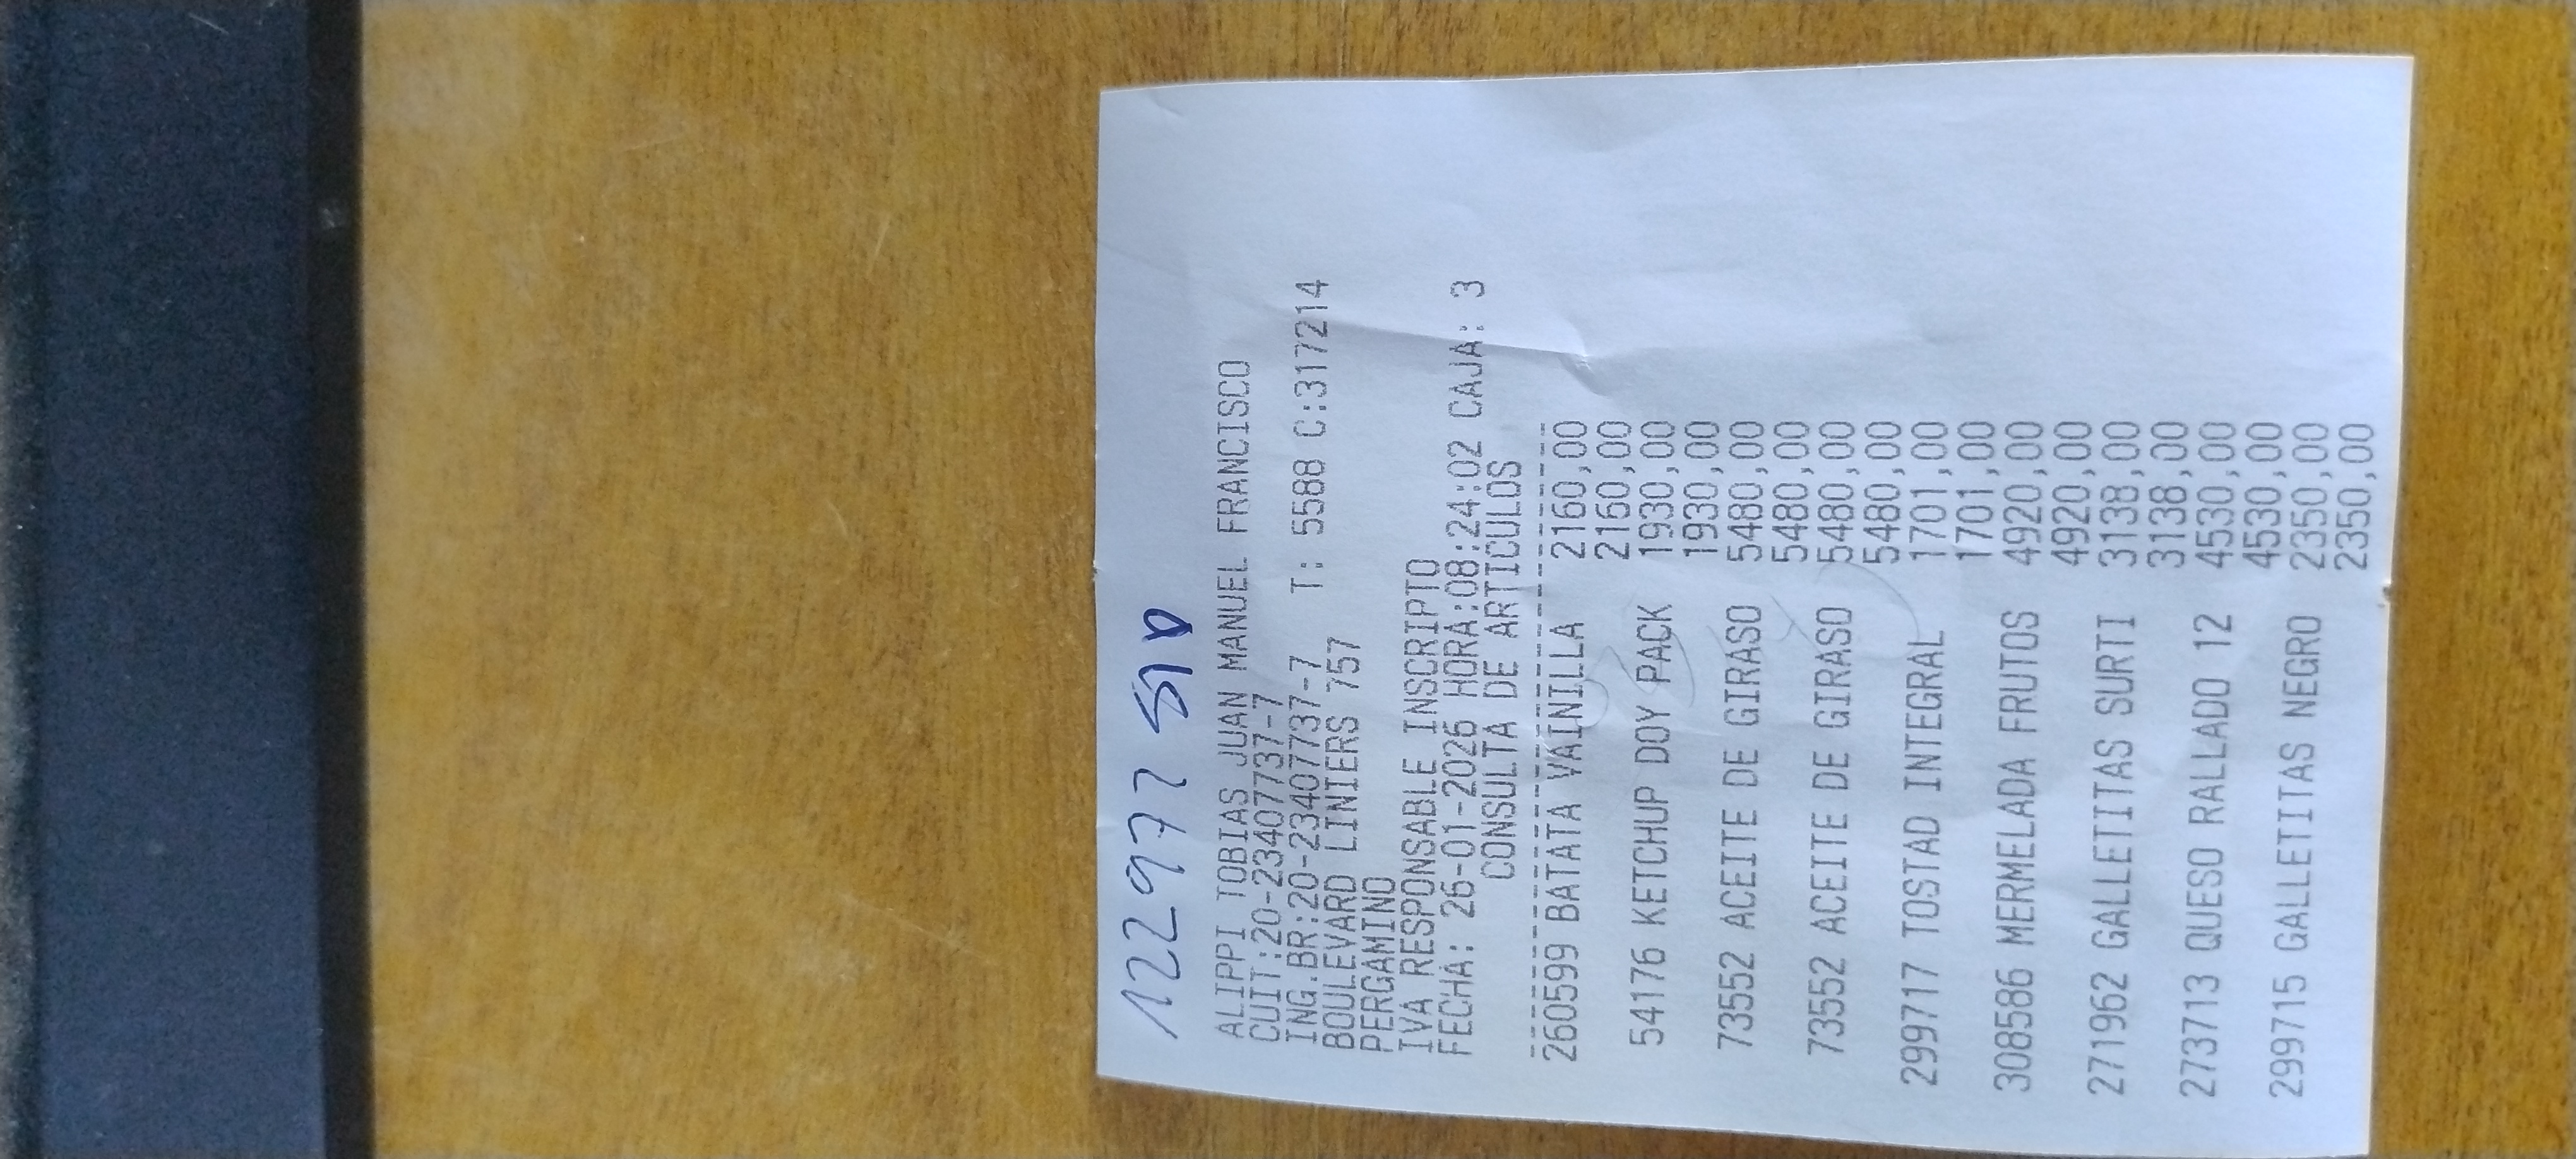 122977
ALIPPI TOBIAS JUAN MANUEL FRANCISCO
CUIT:20-23407737-7
ING.BR:20-23407737-7 T: 5588 C:317214
BOULEVARD LINIERS 757
PERGAMINO
IVA RESPONSABLE INSCRIPTO
FECHA: 26-01-2026 HORA:08:24:02 CAJA: 3
CONSULTA DE ARTICULOS
----------------------------------------
260599 BATATA VAINILLA 2160,00
2160,00
54176 KETCHUP DOY PACK 1930,00
1930,00
73552 ACEITE DE GIRASO 5480,00
5480,00
73552 ACEITE DE GIRASO 5480,00
5480,00
299717 TOSTAD INTEGRAL 1701,00
1701,00
308586 MERMELADA FRUTOS 4920,00
4920,00
271962 GALLETITAS SURTI 3138,00
3138,00
273713 QUESO RALLADO 12 4530,00
4530,00
299715 GALLETITAS NEGRO 2350,00
2350,00